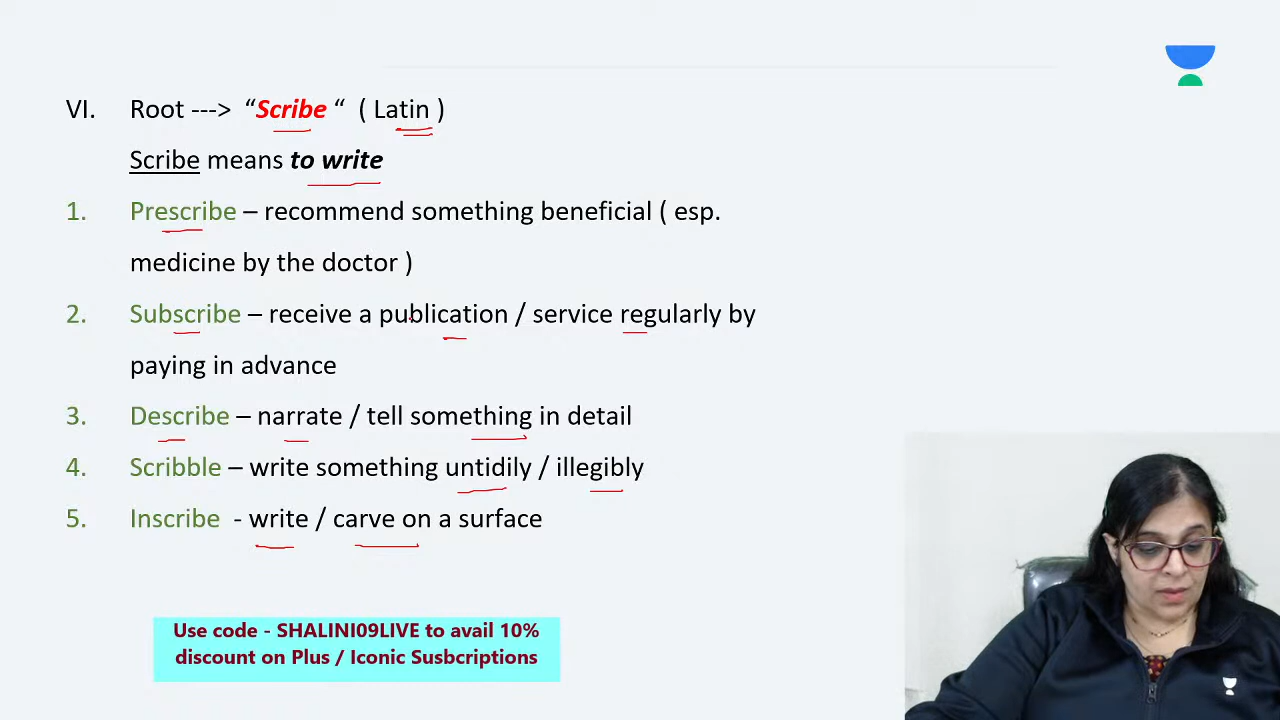 VI. Root ---> “Scribe “ ( Latin )
Scribe means to write
1. Prescribe – recommend something beneficial ( esp.
medicine by the doctor )
2. Subscribe – receive a publication / service regularly by
paying in advance
3. Describe – narrate / tell something in detail
4. Scribble – write something untidily / illegibly
5. Inscribe - write / carve on a surface
Use code - SHALINI09LIVE to avail 10%
discount on Plus / Iconic Susbcriptions